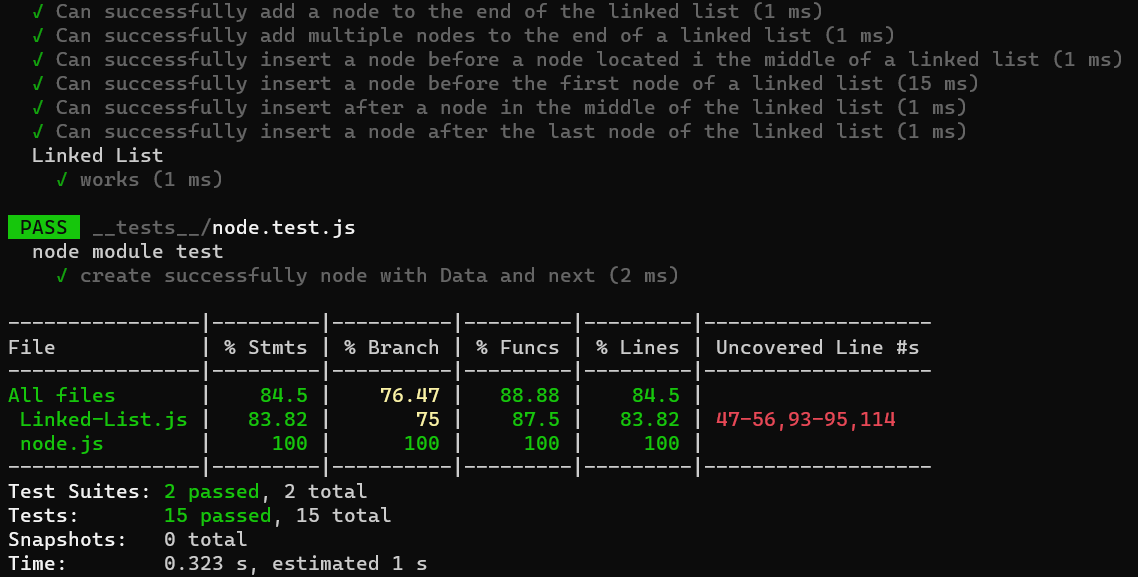 √ Can successfully add a node to the end of the linked list (1 ms)
√ Can successfully add multiple nodes to the end of a linked list (1 ms)
√ Can successfully insert a node before a node located i the middle of a linked list (1 ms)
√ Can successfully insert a node before the first node of a linked list (15 ms)
√ Can successfully insert after a node in the middle of the linked list (1 ms)
√ Can successfully insert a node after the last node of the linked list (1 ms)
Linked List
√ works (1 ms)
PASS __tests__/node.test.js
node module test
√ create successfully node with Data and next (2 ms)
----------------|---------|----------|---------|---------|-------------------
File | % Stmts | % Branch | % Funcs | % Lines | Uncovered Line #s
----------------|---------|----------|---------|---------|-------------------
All files | 84.5 | 76.47 | 88.88 | 84.5 |
Linked-List.js | 83.82 | 75 | 87.5 | 83.82 | 47-56,93-95,114
node.js | 100 | 100 | 100 | 100 |
----------------|---------|----------|---------|---------|-------------------
Test Suites: 2 passed, 2 total
Tests: 15 passed, 15 total
Snapshots: 0 total
Time: 0.323 s, estimated 1 s